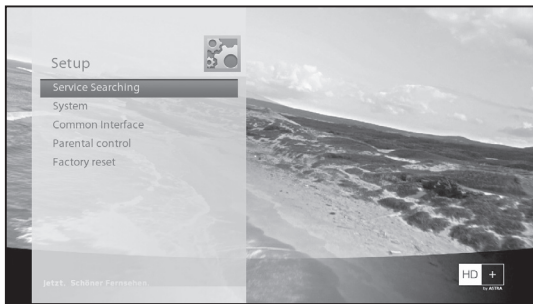 Setup
Service Searching
System
Common Interface
Parental control
Factory reset
Jetzt. Schöner Fernsehen.
HD +
by ASTRA